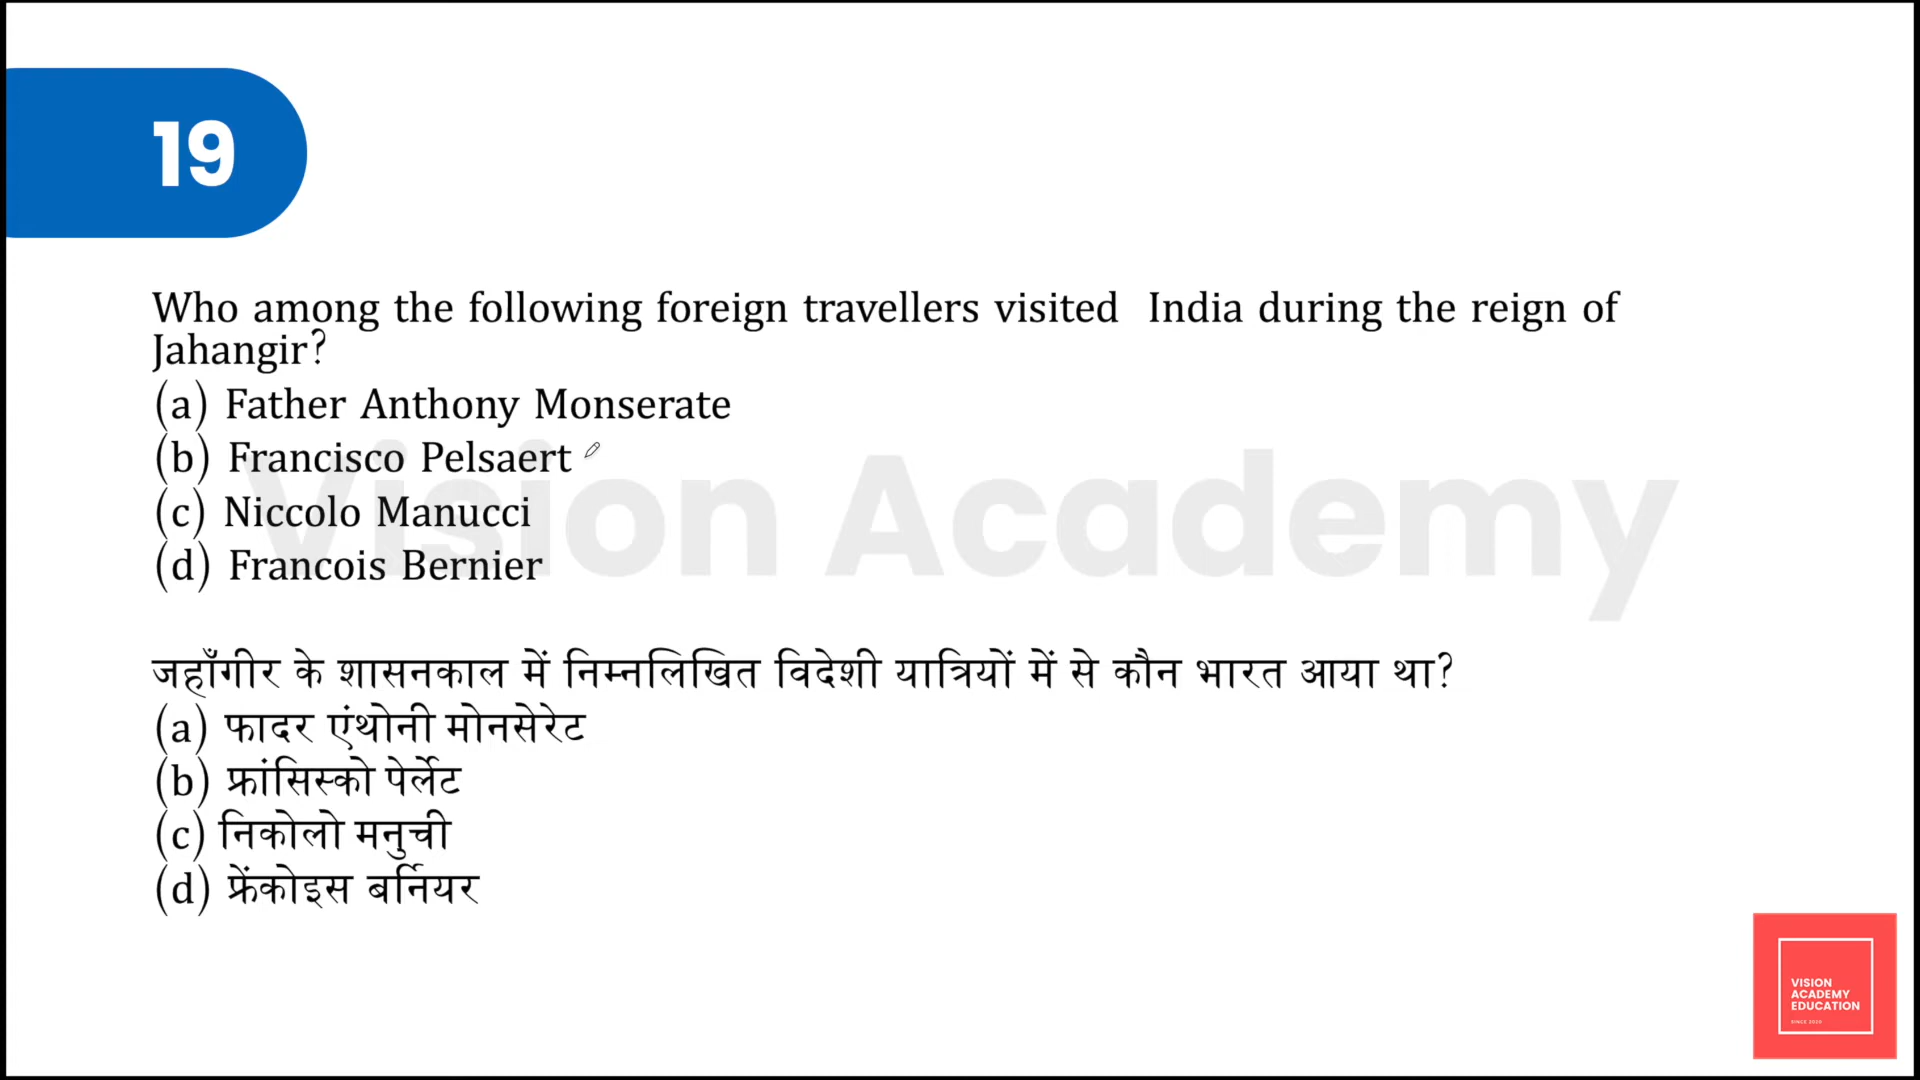 19
Who among the following foreign travellers visited India during the reign of
Jahangir?
(a) Father Anthony Monserate
(b) Francisco Pelsaert
(c) Niccolo Manucci
(d) Francois Bernier
Vision Academy
जहाँगीर के शासनकाल में निम्नलिखित विदेशी यात्रियों में से कौन भारत आया था?
(a) फादर एंथोनी मोनसेरेट
(b) फ्रांसिस्को पेर्लेट
(c) निकोलो मनुची
(d) फ्रेंकोइस बर्नियर
VISION
ACADEMY
EDUCATION
SINCE 2020